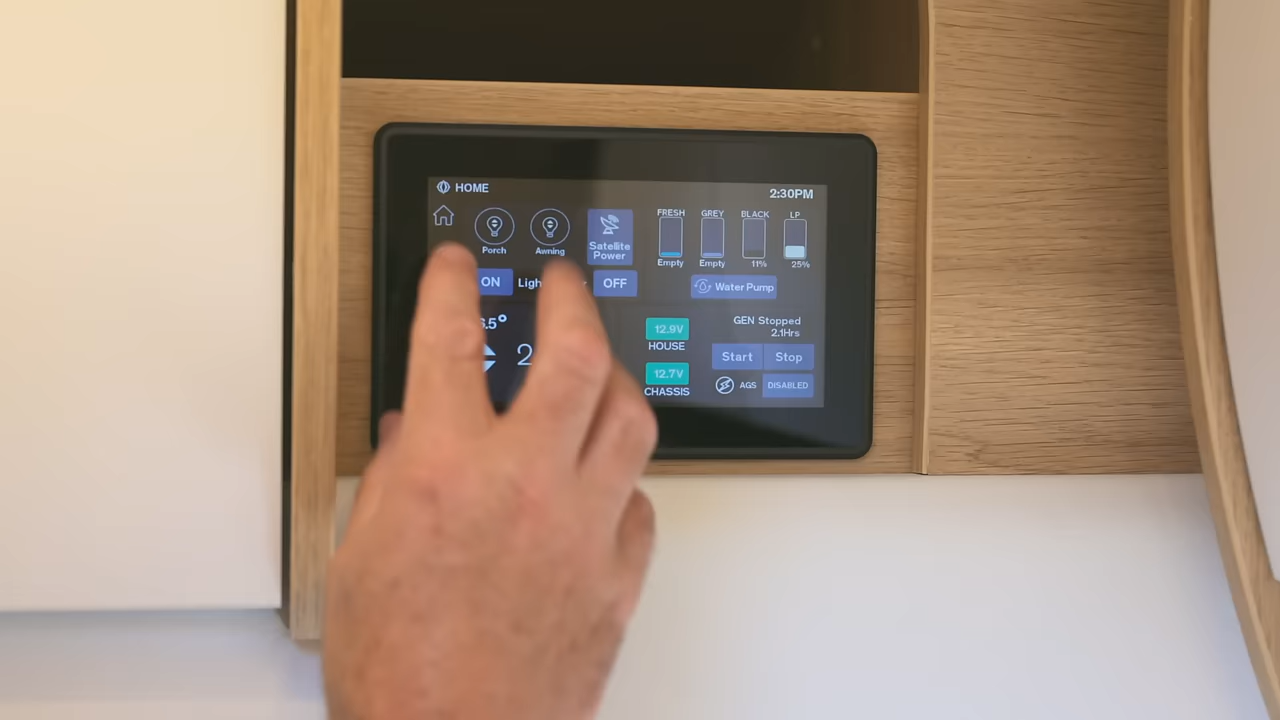 HOME
2:30PM
Porch
Awning
Satellite
Power
FRESH
GREY
BLACK
LP
Empty
Empty
11%
25%
ON
OFF
Water Pump
12.9V
HOUSE
12.7V
CHASSIS
GEN Stopped
2.1Hrs
Start
Stop
AGS
DISABLED